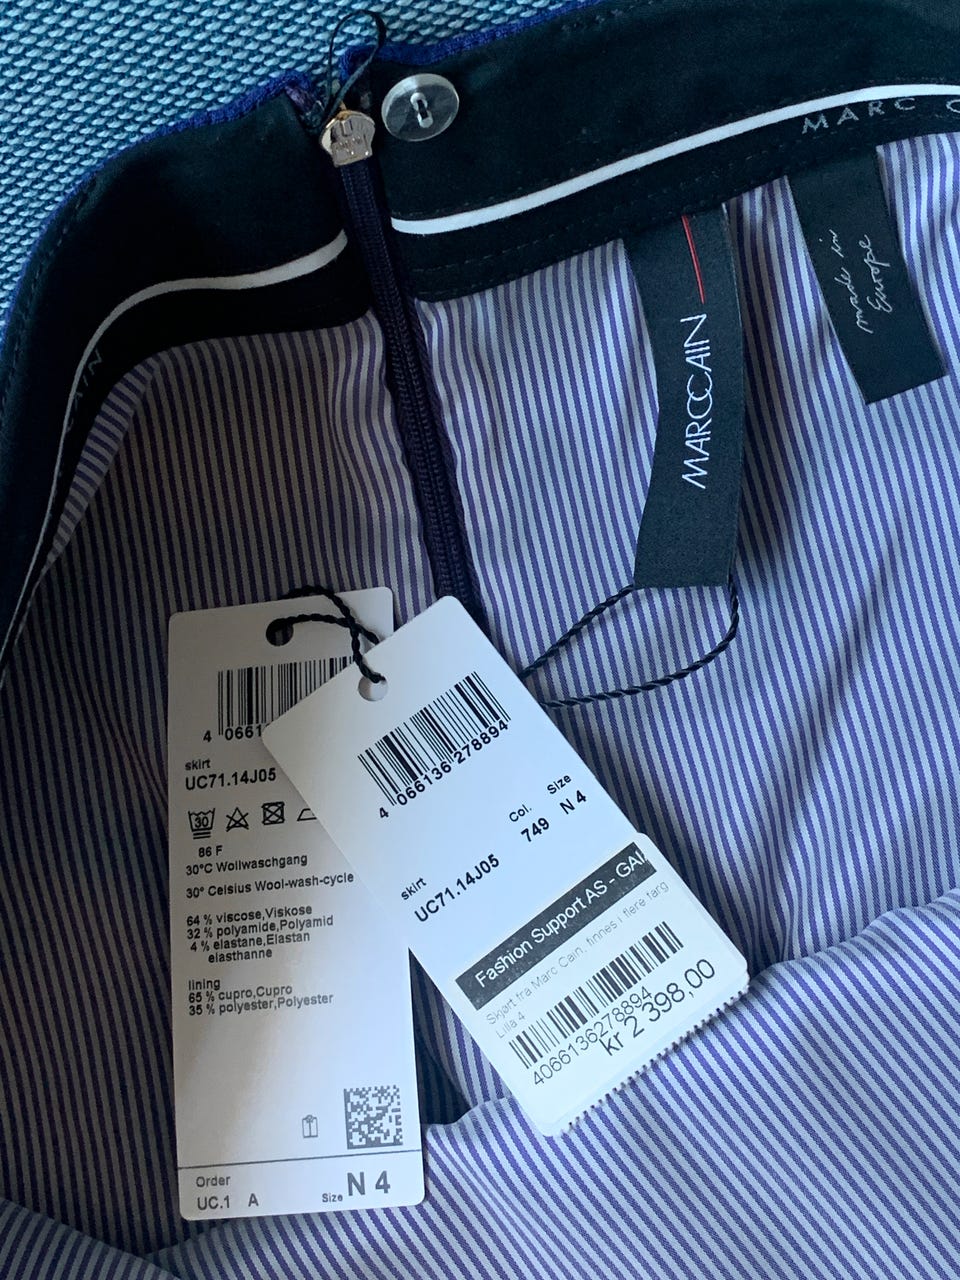 MARC C
AIN
MARCCAIN
made in
Europe
4 0661
skirt
UC71.14J05
30
86 F
30°C Wollwaschgang
30° Celsius Wool-wash-cycle
64 % viscose,Viskose
32 % polyamide,Polyamid
4 % elastane,Elastan
elasthanne
lining
65 % cupro,Cupro
35 % polyester,Polyester
Order
UC.1 A
Size N 4
4 066136 278894
Col. Size
749 N 4
skirt
UC71.14J05
Fashion Support AS - GAI
Skjørt fra Marc Cain, finnes i flere farg
Lilla 4
4066136278894
kr 2 398,00